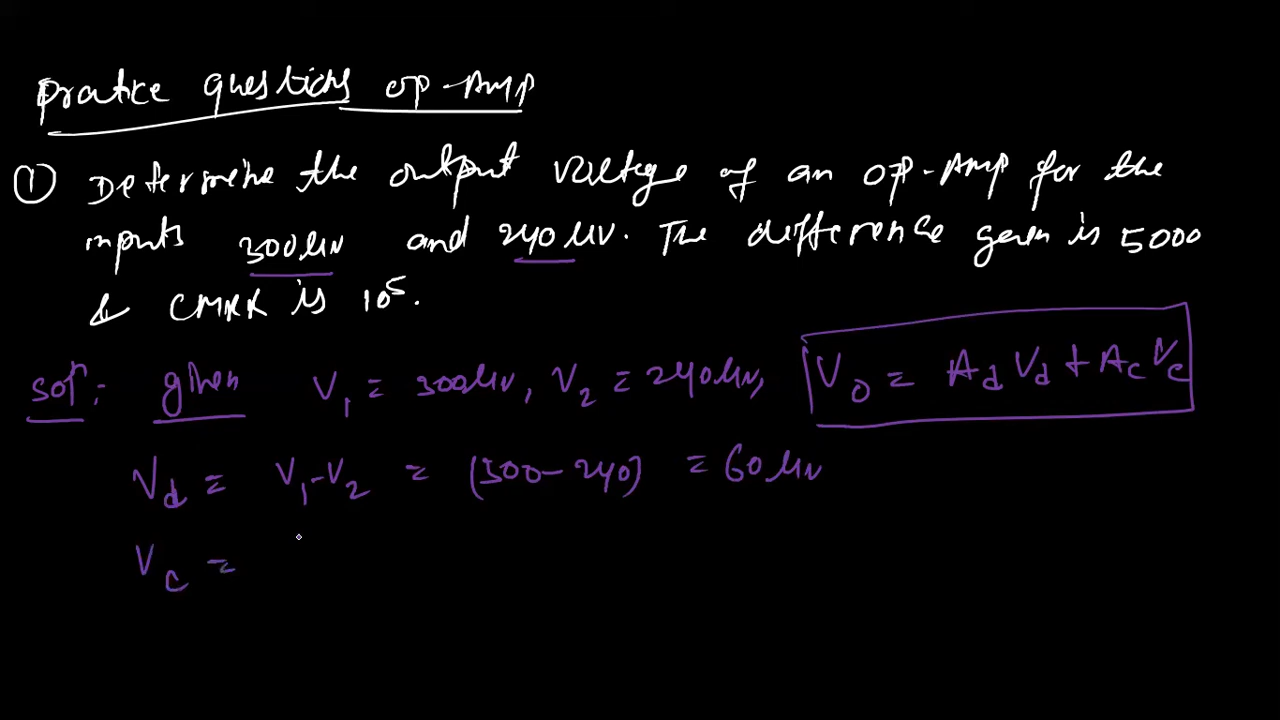 Pratice questions OP-AMP
① Determine the output voltage of an OP-AMP for the
inputs 300μv and 240μv. The difference gain is 5000
& CMRR is 10⁵.
sol: given V₁ = 300μv, V₂ = 240μv, V₀ = A_d V_d + A_c V_c
V_d = V₁-V₂ = (300-240) = 60μv
V_c =